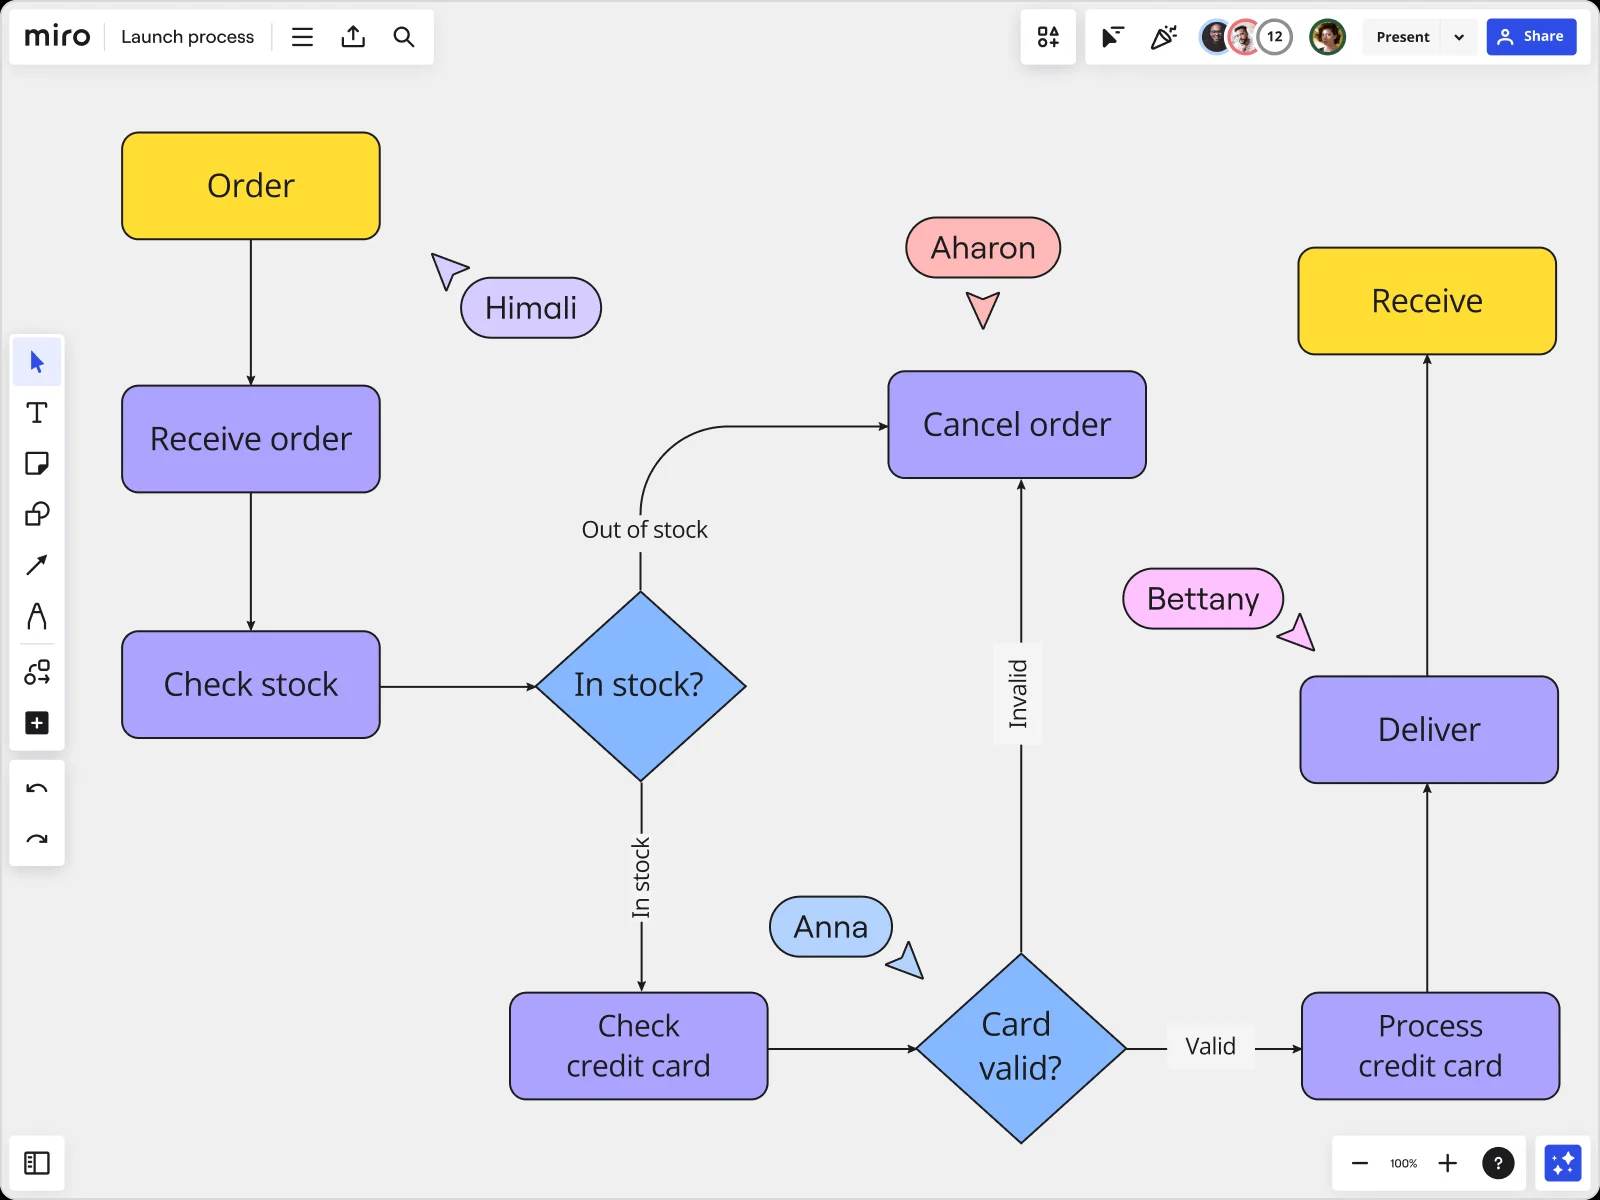 miro
Launch process
12
Present
Share
Order
Himali
Aharon
Receive
Receive order
Cancel order
Out of stock
Bettany
Check stock
In stock?
Invalid
Deliver
In stock
Anna
Check
credit card
Card
valid?
Valid
Process
credit card
100%
?